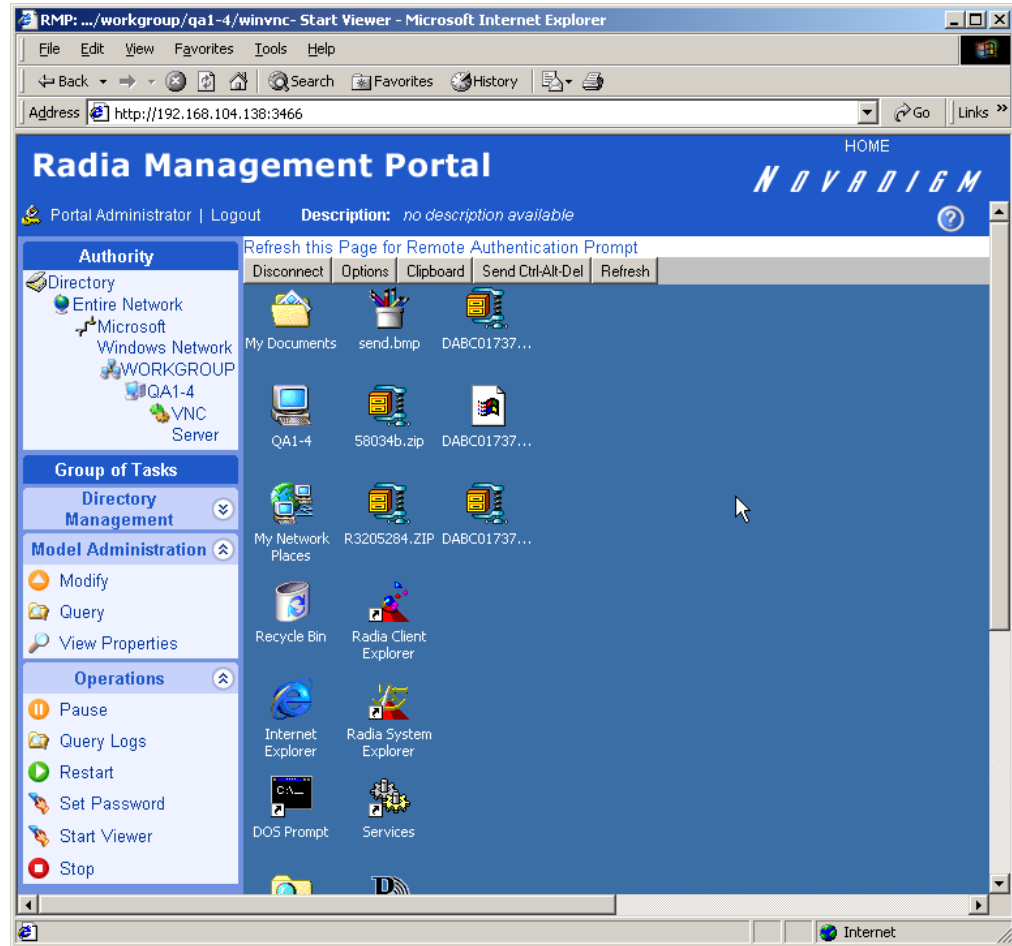 RMP: .../workgroup/qa1-4/winvnc- Start Viewer - Microsoft Internet Explorer
File Edit View Favorites Tools Help
Back Search Favorites History
Address http://192.168.104.138:3466 Go Links »
Radia Management Portal
HOME
NOVADIGM
Portal Administrator | Logout Description: no description available ?
Authority
Directory
Entire Network
Microsoft
Windows Network
WORKGROUP
QA1-4
VNC
Server
Group of Tasks
Directory
Management
Model Administration
Modify
Query
View Properties
Operations
Pause
Query Logs
Restart
Set Password
Start Viewer
Stop
Refresh this Page for Remote Authentication Prompt
Disconnect Options Clipboard Send Ctrl-Alt-Del Refresh
My Documents send.bmp DABC01737...
QA1-4 58034b.zip DABC01737...
My Network R3205284.ZIP DABC01737...
Places
Recycle Bin Radia Client
Explorer
Internet Radia System
Explorer Explorer
C:\_
DOS Prompt Services
Internet